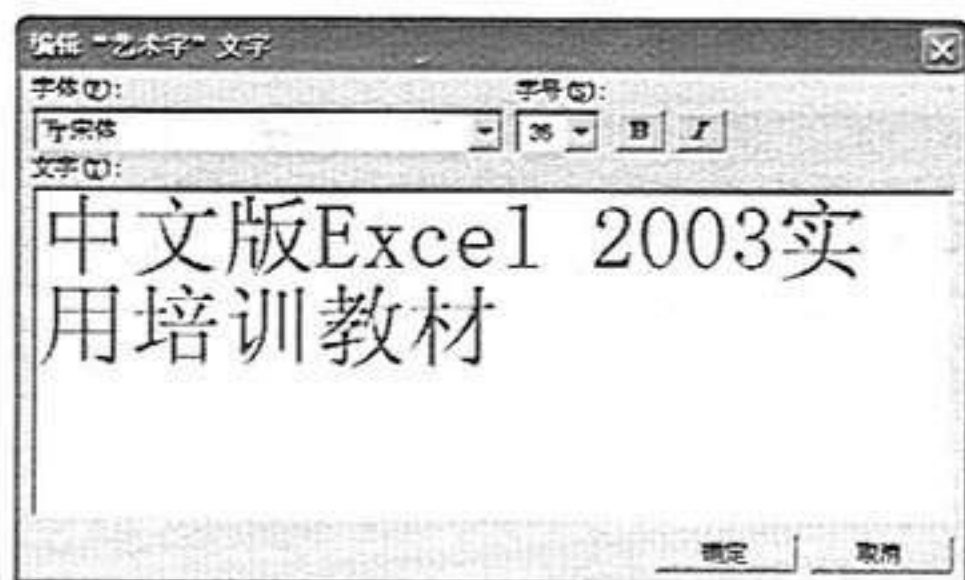 编辑"艺术字"文字
字体(F): 字号(S):
宋体 36 B I
文字(T):
中文版Excel 2003实
用培训教材
确定 取消